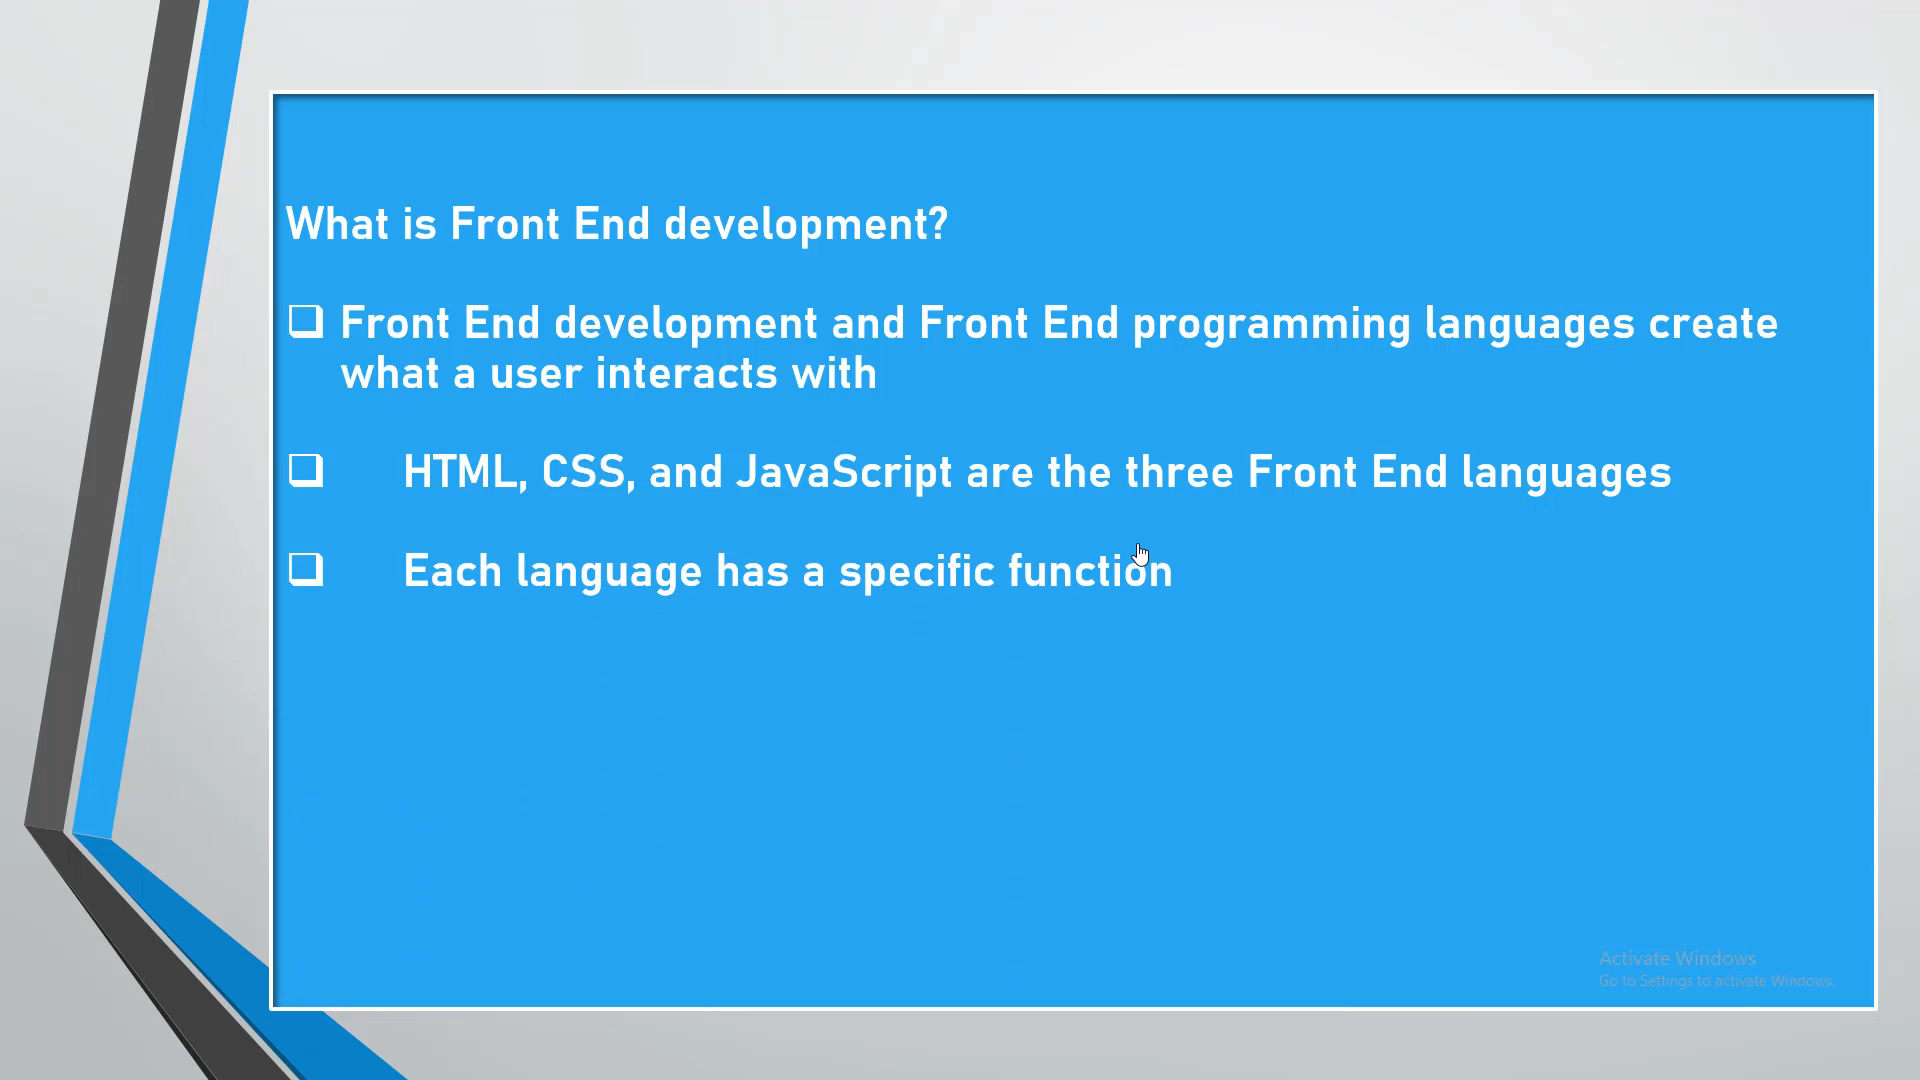 What is Front End development?
Front End development and Front End programming languages create
what a user interacts with
HTML, CSS, and JavaScript are the three Front End languages
Each language has a specific function
Activate Windows
Go to Settings to activate Windows.